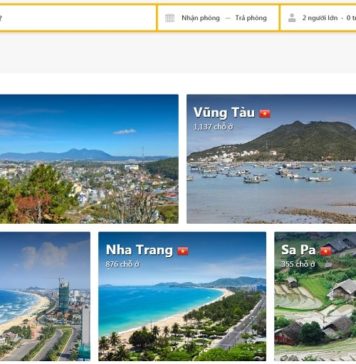 Nhận phòng — Trả phòng
2 người lớn · 0 t
Vũng Tàu
1,137 chỗ ở
Nha Trang
876 chỗ ở
Sa Pa
355 chỗ ở